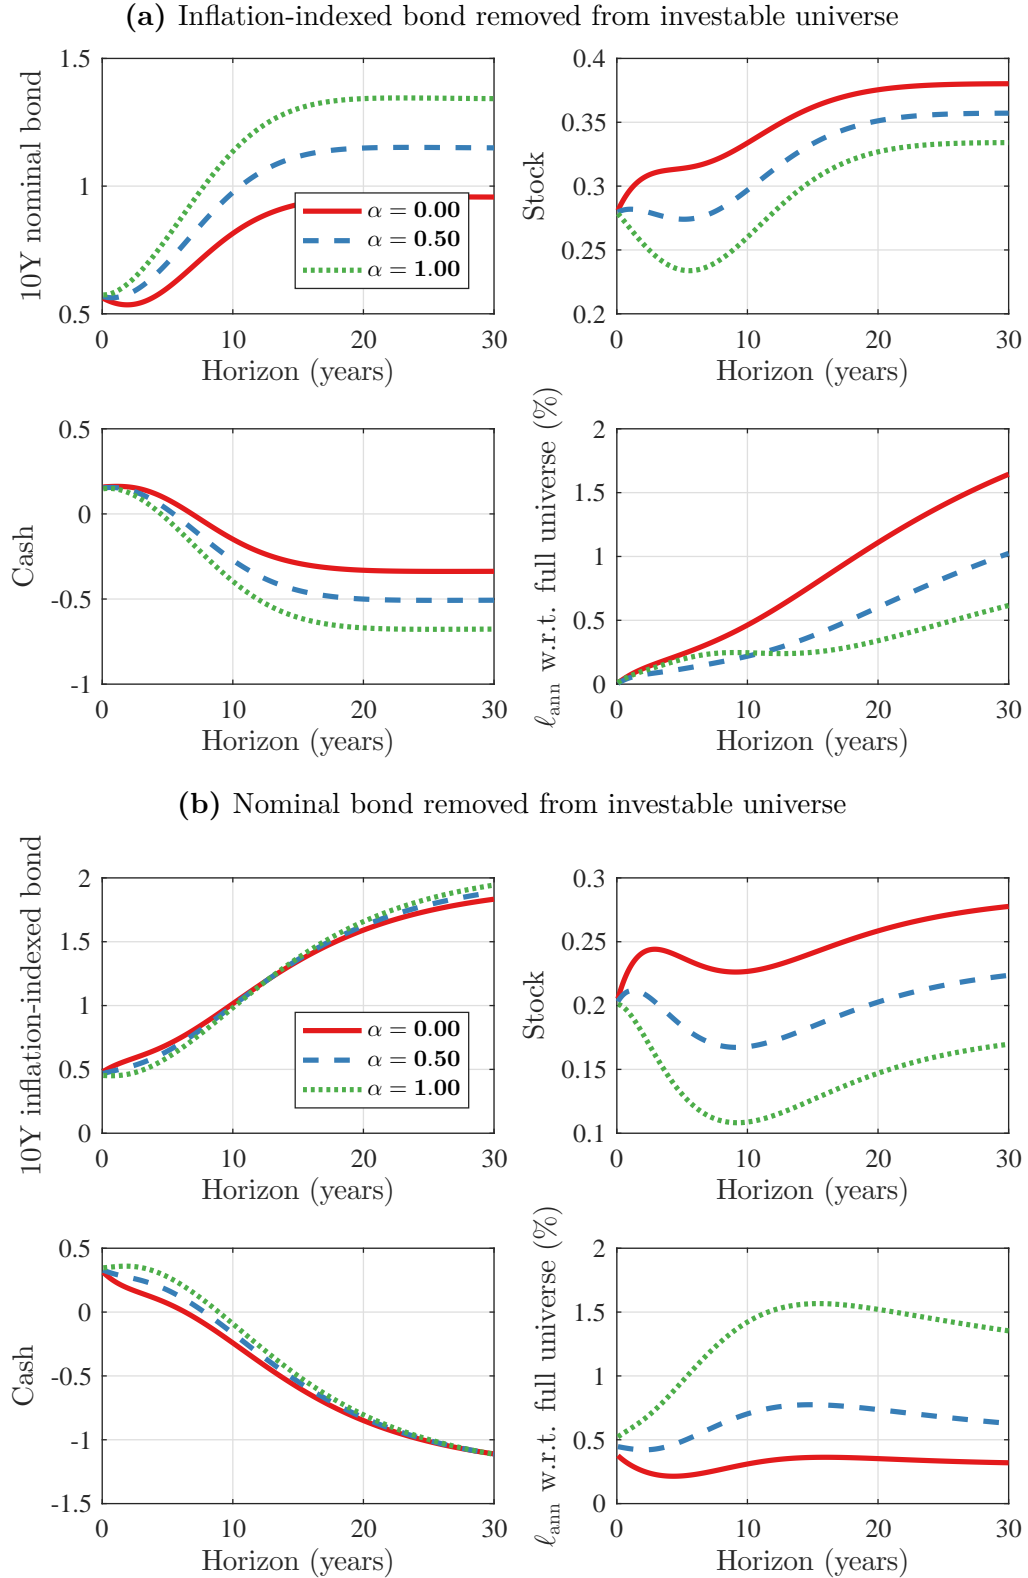 (a) Inflation-indexed bond removed from investable universe
10Y nominal bond
1.5
1
0.5
0
10
20
30
Horizon (years)
α = 0.00
α = 0.50
α = 1.00
Stock
0.4
0.35
0.3
0.25
0.2
0
10
20
30
Horizon (years)
Cash
0.5
0
-0.5
-1
0
10
20
30
Horizon (years)
ℓann w.r.t. full universe (%)
2
1.5
1
0.5
0
0
10
20
30
Horizon (years)
(b) Nominal bond removed from investable universe
10Y inflation-indexed bond
2
1.5
1
0.5
0
0
10
20
30
Horizon (years)
α = 0.00
α = 0.50
α = 1.00
Stock
0.3
0.25
0.2
0.15
0.1
0
10
20
30
Horizon (years)
Cash
0.5
0
-0.5
-1
-1.5
0
10
20
30
Horizon (years)
ℓann w.r.t. full universe (%)
2
1.5
1
0.5
0
0
10
20
30
Horizon (years)